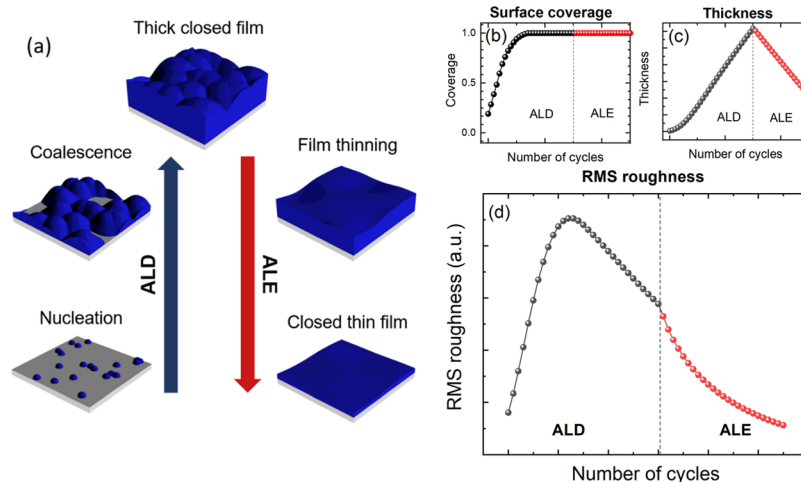 (a)
Thick closed film
Coalescence
Film thinning
ALD
ALE
Nucleation
Closed thin film
Surface coverage
(b)
1.0
0.5
0.0
Coverage
ALD
ALE
Number of cycles
Thickness
(c)
Thickness
ALD
ALE
Number of cycles
RMS roughness
(d)
RMS roughness (a.u.)
ALD
ALE
Number of cycles